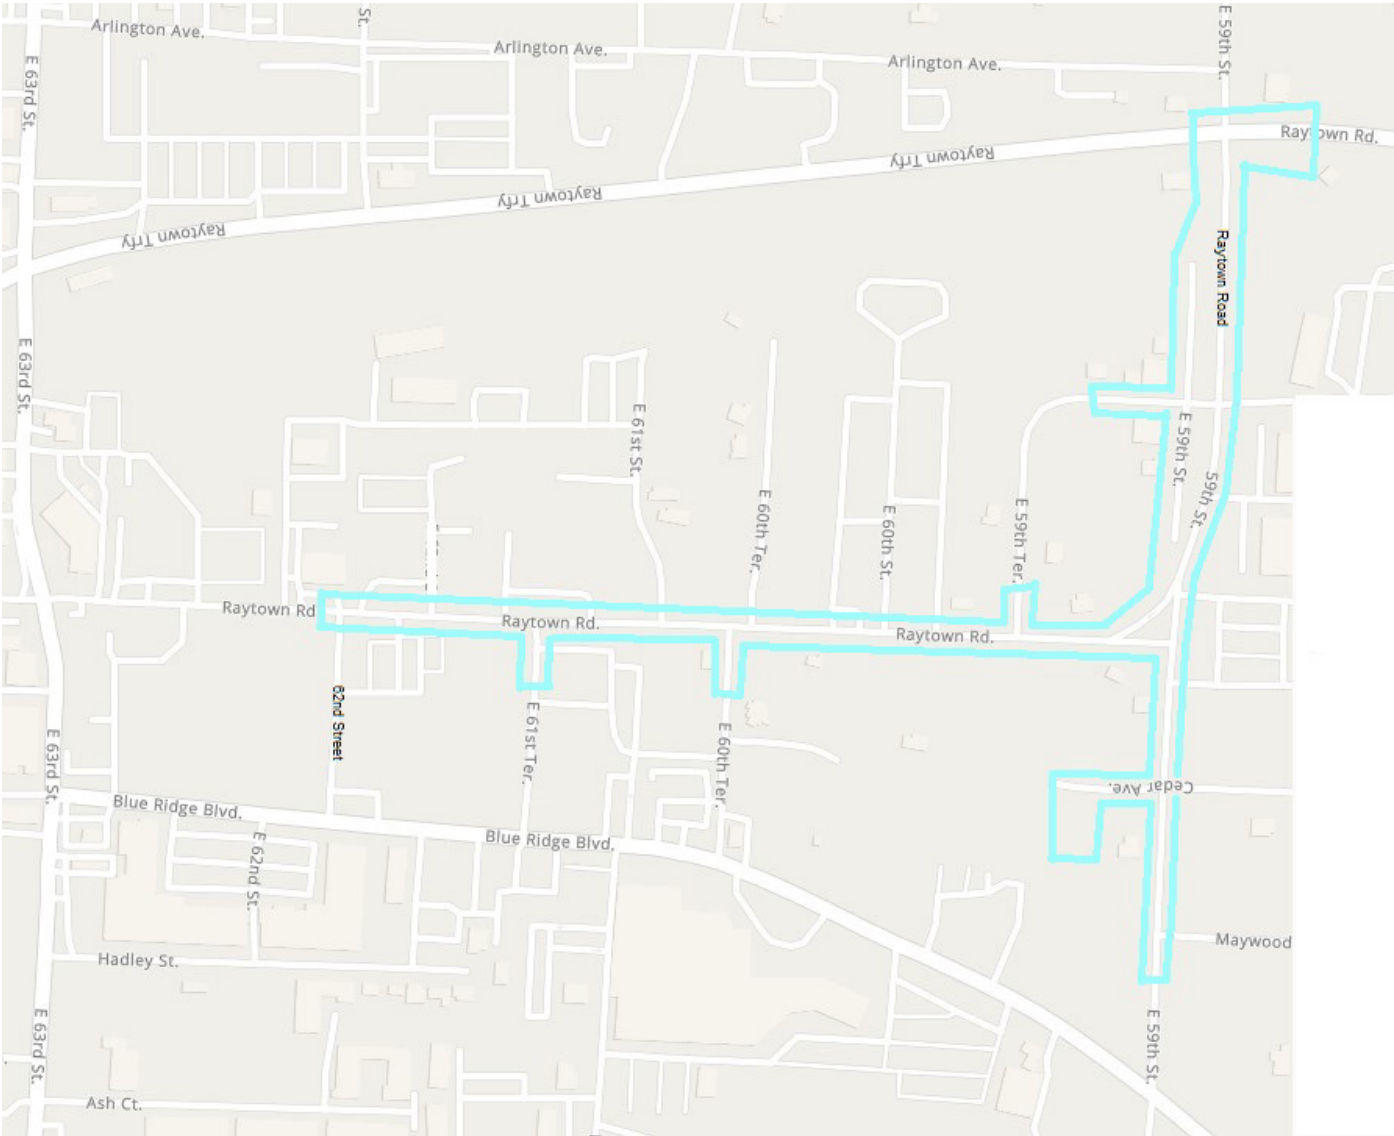 Arlington Ave.
St.
E 59th St.
Arlington Ave.
Arlington Ave.
E 63rd St.
Raytown Rd.
Raytown Trfy
Raytown Trfy
Raytown Trfy
Raytown Road
E 63rd St.
E 61st St.
E 59th St.
E 60th Ter.
E 60th St.
E 59th Ter.
59th St.
Raytown Rd
Raytown Rd.
Raytown Rd.
62nd Street
E 61st Ter.
E 60th Ter.
E 63rd St.
Cedar Ave.
Blue Ridge Blvd.
Blue Ridge Blvd.
E 62nd St.
Maywood
Hadley St.
E 63rd St.
E 59th St.
Ash Ct.